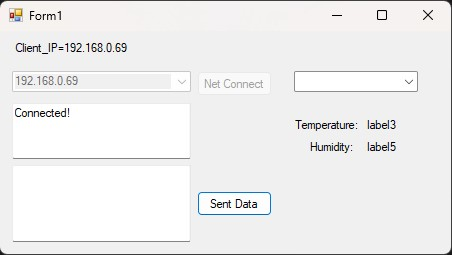 Form1
Client_IP=192.168.0.69
192.168.0.69
Net Connect
Connected!
Temperature: label3
Humidity: label5
Sent Data